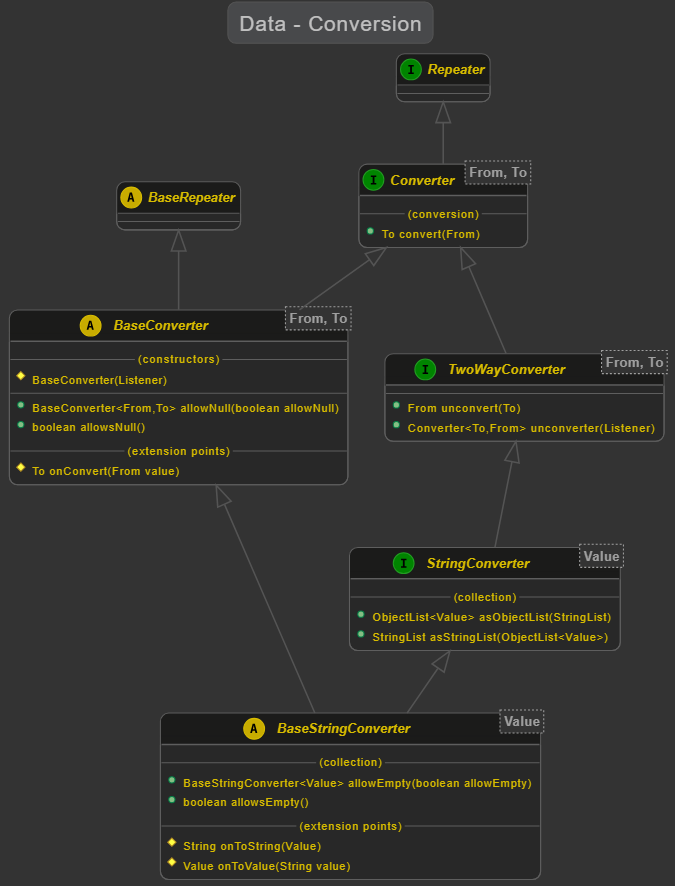 Data - Conversion
I Repeater
I Converter
From, To
(conversion)
To convert(From)
A BaseRepeater
A BaseConverter
From, To
(constructors)
BaseConverter(Listener)
BaseConverter<From,To> allowNull(boolean allowNull)
boolean allowsNull()
(extension points)
To onConvert(From value)
I TwoWayConverter
From, To
From unconvert(To)
Converter<To,From> unconverter(Listener)
I StringConverter
Value
(collection)
ObjectList<Value> asObjectList(StringList)
StringList asStringList(ObjectList<Value>)
A BaseStringConverter
Value
(collection)
BaseStringConverter<Value> allowEmpty(boolean allowEmpty)
boolean allowsEmpty()
(extension points)
String onToString(Value)
Value onToValue(String value)